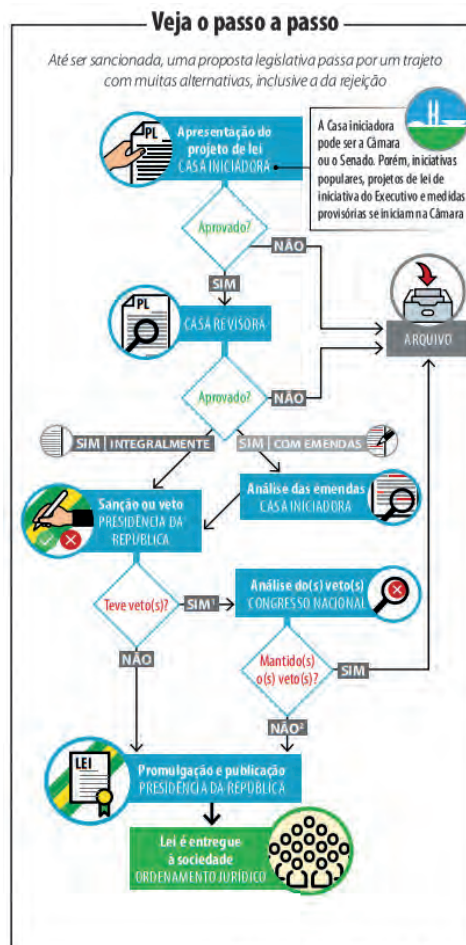 Veja o passo a passo
Até ser sancionada, uma proposta legislativa passa por um trajeto
com muitas alternativas, inclusive a da rejeição
PL
Apresentação do
projeto de lei
CASA INICIADORA
A Casa iniciadora
pode ser a Câmara
ou o Senado. Porém, iniciativas
populares, projetos de lei de
iniciativa do Executivo e medidas
provisórias se iniciam na Câmara
Aprovado?
NÃO
SIM
PL
CASA REVISORA
ARQUIVO
Aprovado?
NÃO
SIM | INTEGRALMENTE
SIM | COM EMENDAS
Sanção ou veto
PRESIDÊNCIA DA
REPÚBLICA
Análise das emendas
CASA INICIADORA
Teve veto(s)?
SIM¹
Análise do(s) veto(s)
CONGRESSO NACIONAL
NÃO
Mantido(s)
o(s) veto(s)?
SIM
NÃO²
LEI
Promulgação e publicação
PRESIDÊNCIA DA REPÚBLICA
Lei é entregue
à sociedade
ORDENAMENTO JURÍDICO